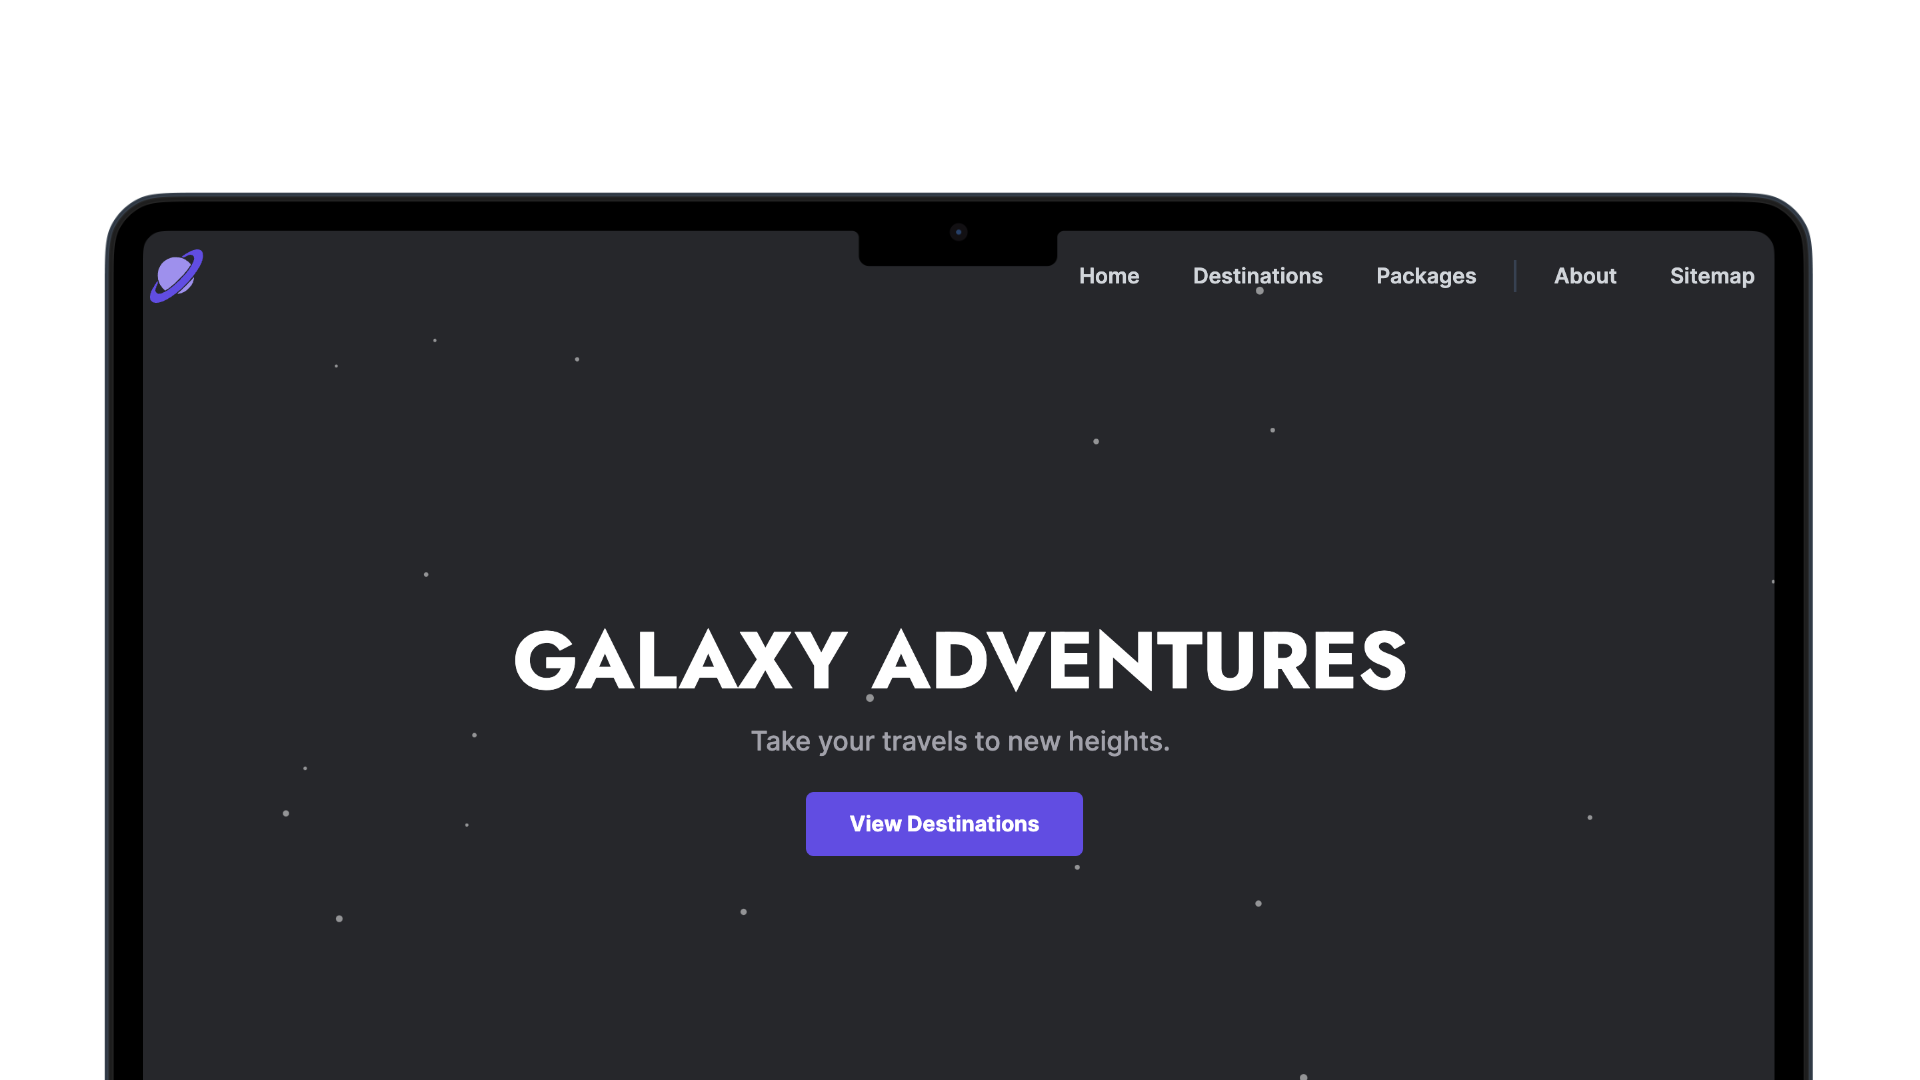 Home Destinations Packages About Sitemap
GALAXY ADVENTURES
Take your travels to new heights.
View Destinations